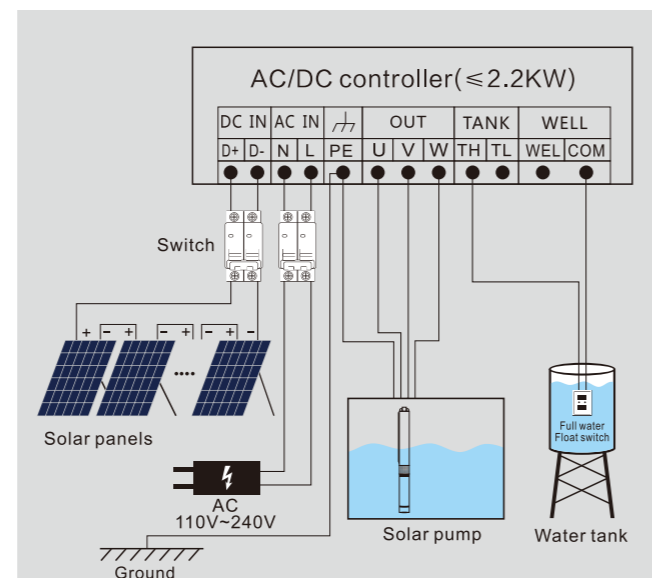 AC/DC controller(≤2.2KW)
DC IN AC IN OUT TANK WELL
D+ D- N L PE U V W TH TL WEL COM
Switch
+ - + - + - + -
Solar panels
Full water
Float switch
AC
110V~240V
Solar pump
Water tank
Ground